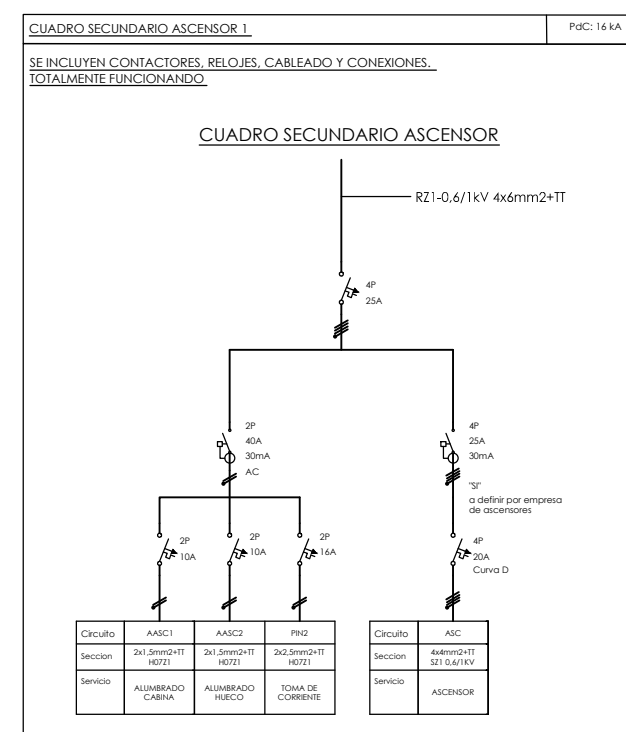 CUADRO SECUNDARIO ASCENSOR 1
PdC: 16 kA
SE INCLUYEN CONTACTORES, RELOJES, CABLEADO Y CONEXIONES.
TOTALMENTE FUNCIONANDO
CUADRO SECUNDARIO ASCENSOR
RZ1-0,6/1kV 4x6mm2+TT
4P
25A
2P
40A
30mA
AC
4P
25A
30mA
"SI"
a definir por empresa
de ascensores
2P
10A
2P
10A
2P
16A
4P
20A
Curva D
Circuito AASC1 AASC2 PIN2
Seccion 2x1,5mm2+TT 2x1,5mm2+TT 2x2,5mm2+TT
H07Z1 H07Z1 H07Z1
Servicio ALUMBRADO ALUMBRADO TOMA DE
CABINA HUECO CORRIENTE
Circuito ASC
Seccion 4x4mm2+TT
SZ1 0,6/1KV
Servicio ASCENSOR